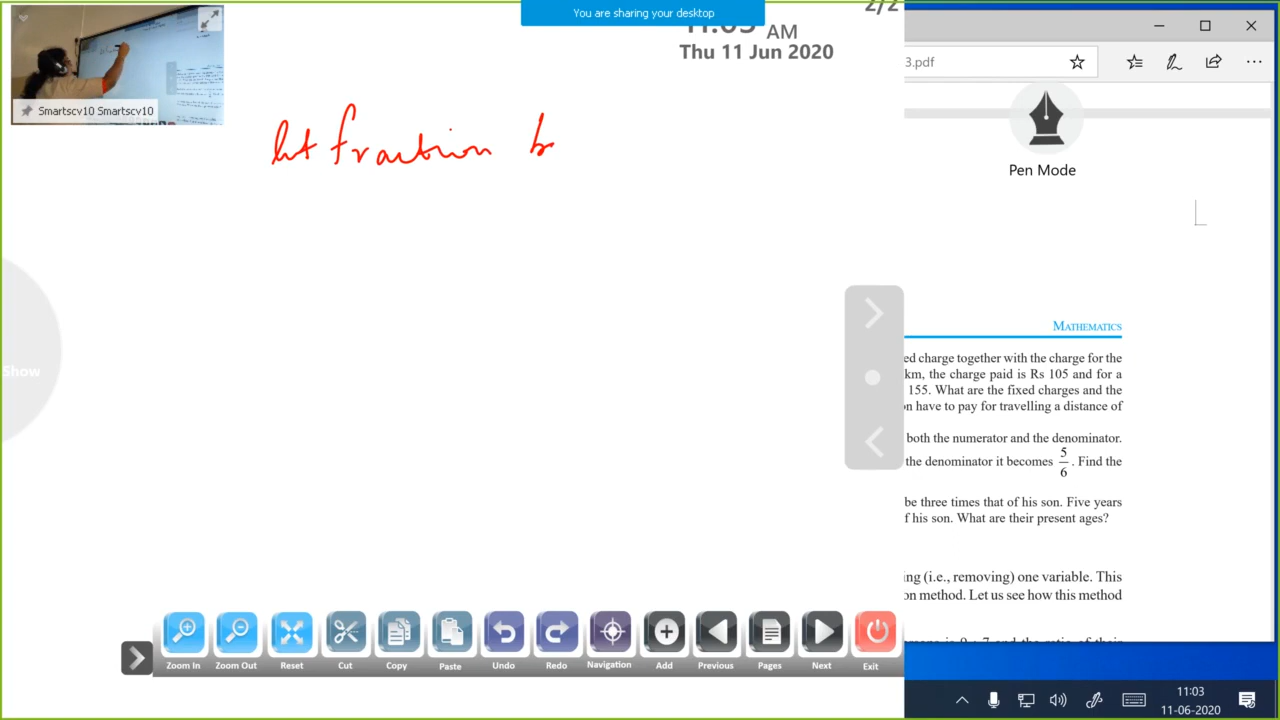 You are sharing your desktop
2/2
11:03 AM
Thu 11 Jun 2020
Smartscv10 Smartscv10
let fraction b
3.pdf
Pen Mode
MATHEMATICS
ed charge together with the charge for the
km, the charge paid is Rs 105 and for a
155. What are the fixed charges and the
on have to pay for travelling a distance of
both the numerator and the denominator.
the denominator it becomes 5/6. Find the
be three times that of his son. Five years
f his son. What are their present ages?
ing (i.e., removing) one variable. This
on method. Let us see how this method
Show
Zoom In
Zoom Out
Reset
Cut
Copy
Paste
Undo
Redo
Navigation
Add
Previous
Pages
Next
Exit
11:03
11-06-2020